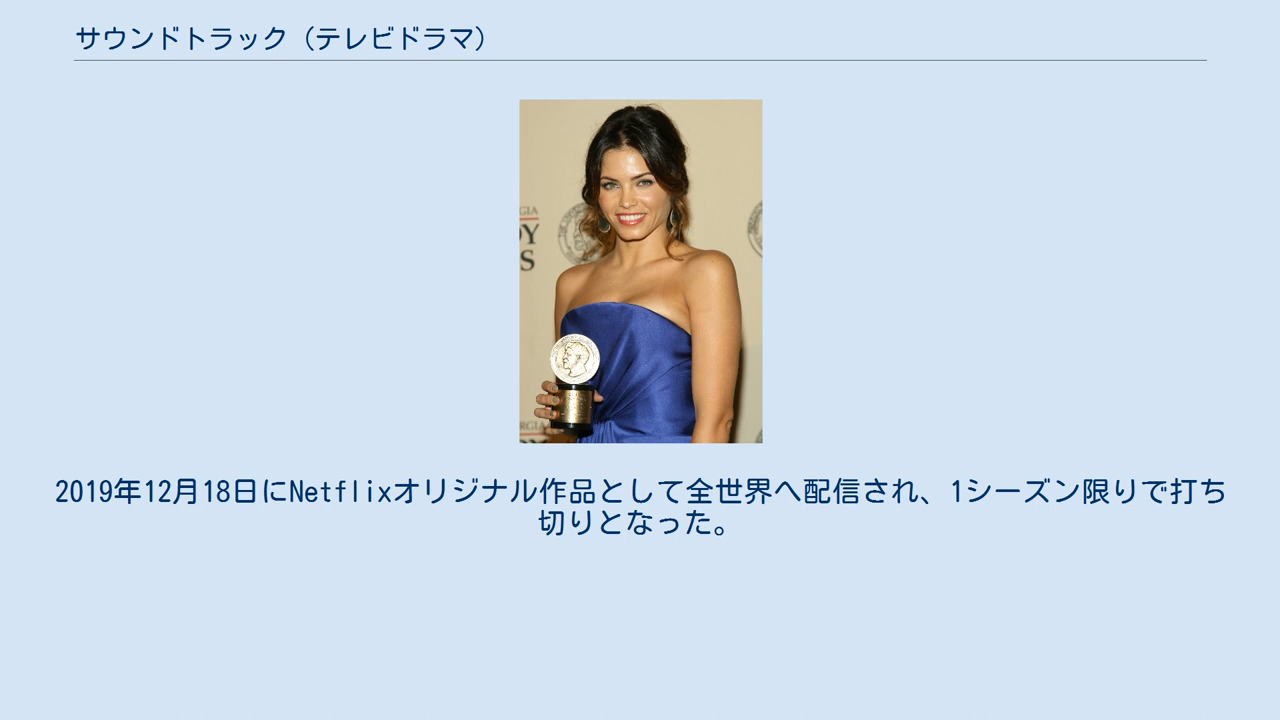 サウンドトラック（テレビドラマ）
GIA
DY
S
2019年12月18日にNetflixオリジナル作品として全世界へ配信され、1シーズン限りで打ち
切りとなった。